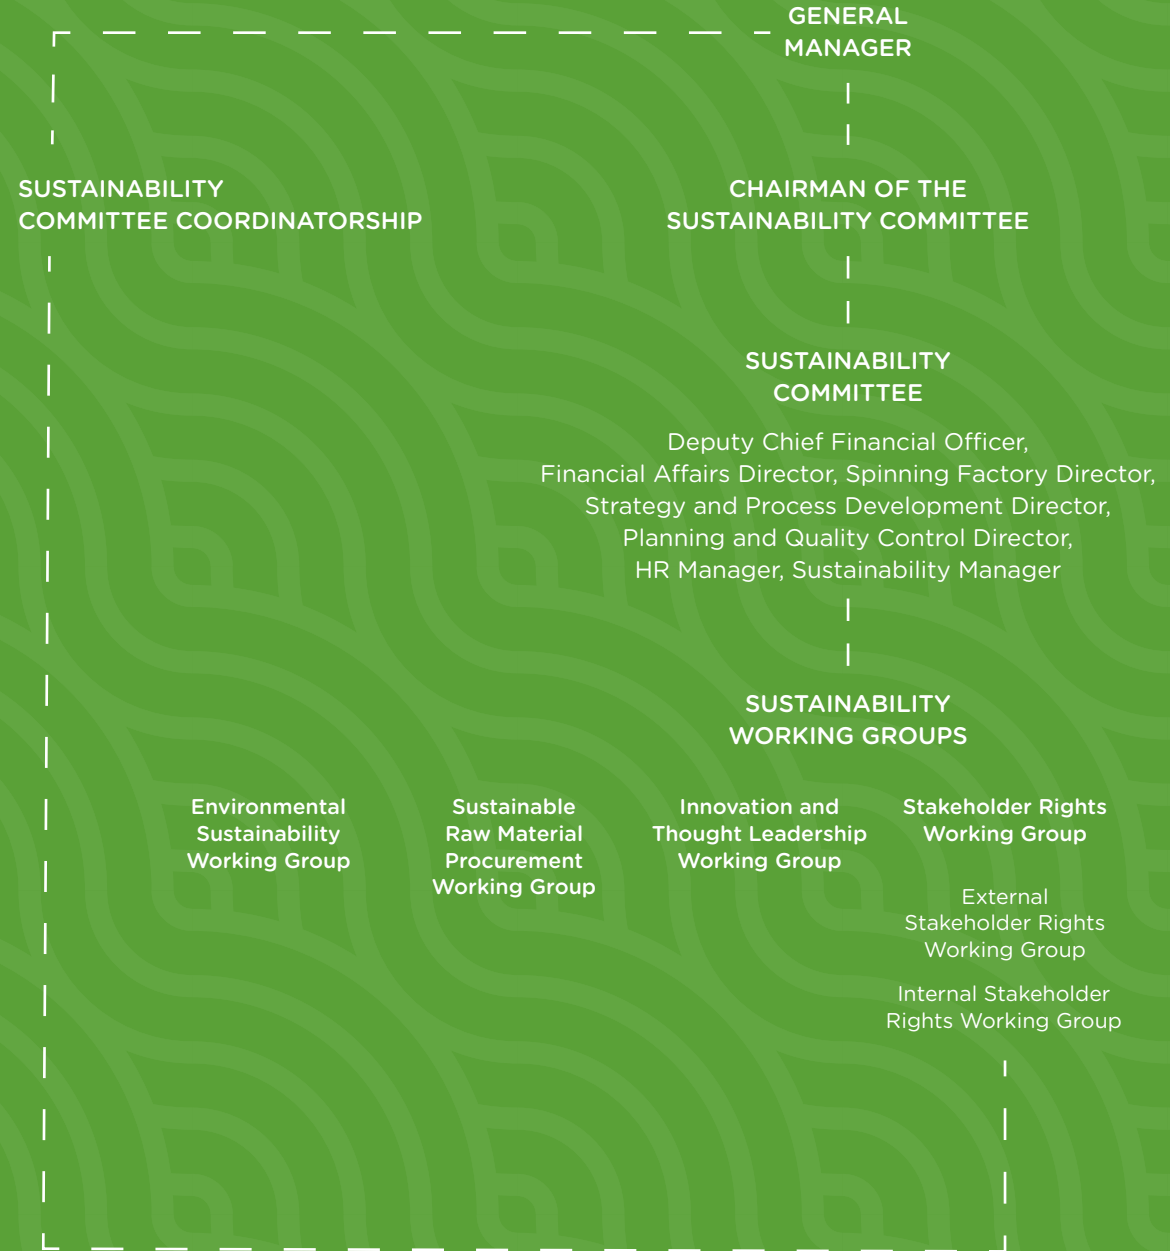 GENERAL
MANAGER
SUSTAINABILITY
COMMITTEE COORDINATORSHIP
CHAIRMAN OF THE
SUSTAINABILITY COMMITTEE
SUSTAINABILITY
COMMITTEE
Deputy Chief Financial Officer,
Financial Affairs Director, Spinning Factory Director,
Strategy and Process Development Director,
Planning and Quality Control Director,
HR Manager, Sustainability Manager
SUSTAINABILITY
WORKING GROUPS
Environmental
Sustainability
Working Group
Sustainable
Raw Material
Procurement
Working Group
Innovation and
Thought Leadership
Working Group
Stakeholder Rights
Working Group
External
Stakeholder Rights
Working Group
Internal Stakeholder
Rights Working Group